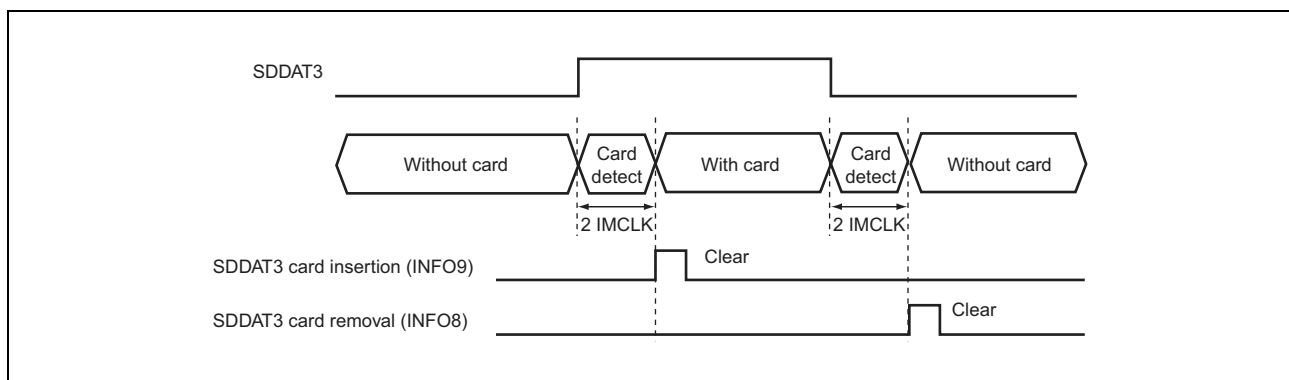 SDDAT3
Without card
Card
detect
With card
Card
detect
Without card
2 IMCLK
2 IMCLK
SDDAT3 card insertion (INFO9)
Clear
SDDAT3 card removal (INFO8)
Clear